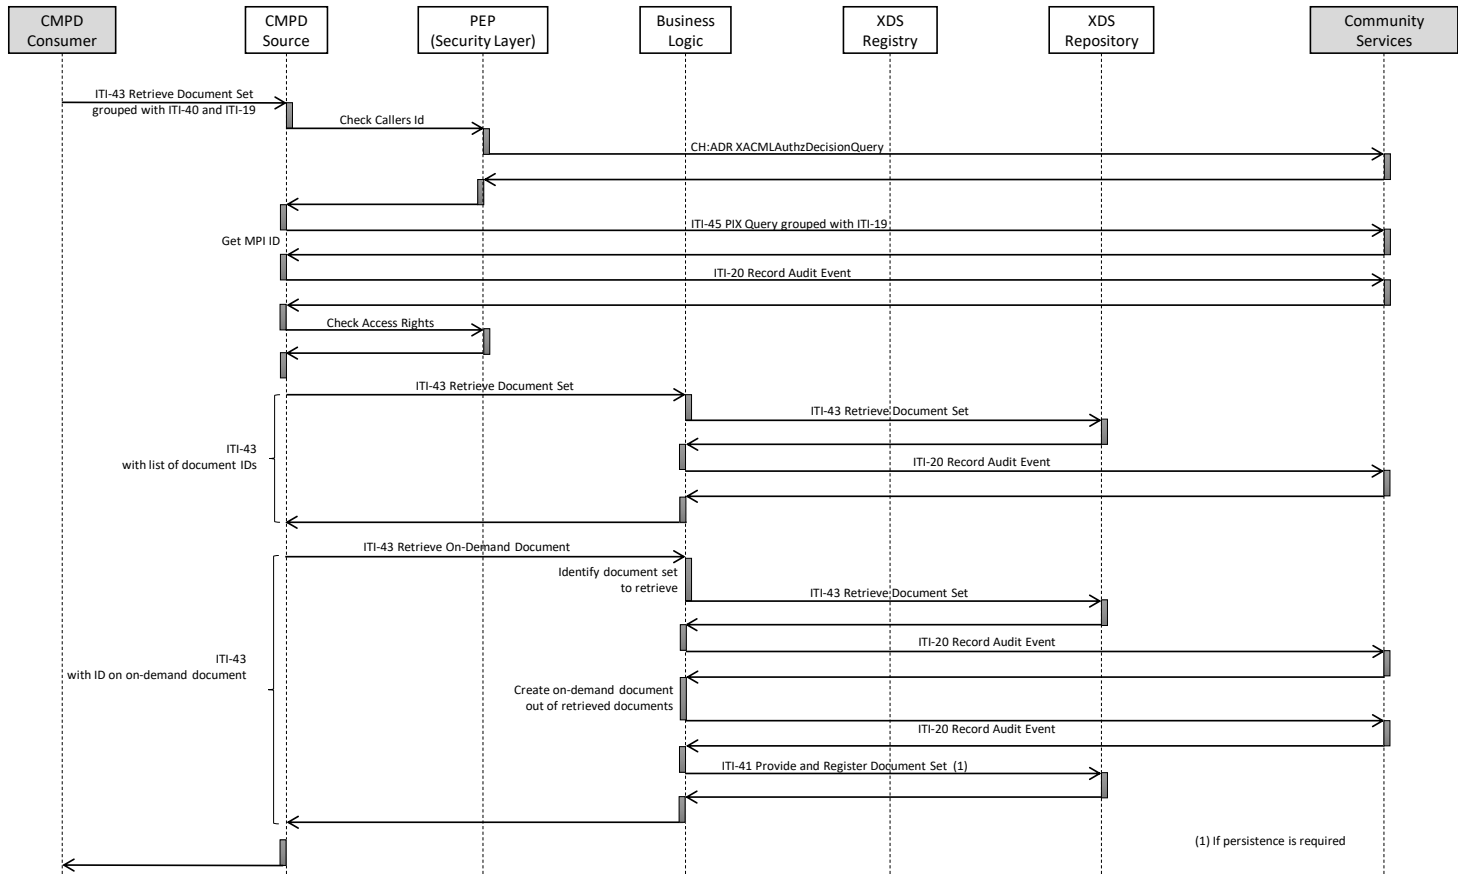 CMPD
Consumer
CMPD
Source
PEP
(Security Layer)
Business
Logic
XDS
Registry
XDS
Repository
Community
Services
ITI-43 Retrieve Document Set
grouped with ITI-40 and ITI-19
Check Callers Id
CH:ADR XACMLAuthzDecisionQuery
ITI-45 PIX Query grouped with ITI-19
Get MPI ID
ITI-20 Record Audit Event
Check Access Rights
ITI-43 Retrieve Document Set
ITI-43 Retrieve Document Set
ITI-43
with list of document IDs
ITI-20 Record Audit Event
ITI-43 Retrieve On-Demand Document
Identify document set
to retrieve
ITI-43 Retrieve Document Set
ITI-20 Record Audit Event
ITI-43
with ID on on-demand document
Create on-demand document
out of retrieved documents
ITI-20 Record Audit Event
ITI-41 Provide and Register Document Set (1)
(1) If persistence is required